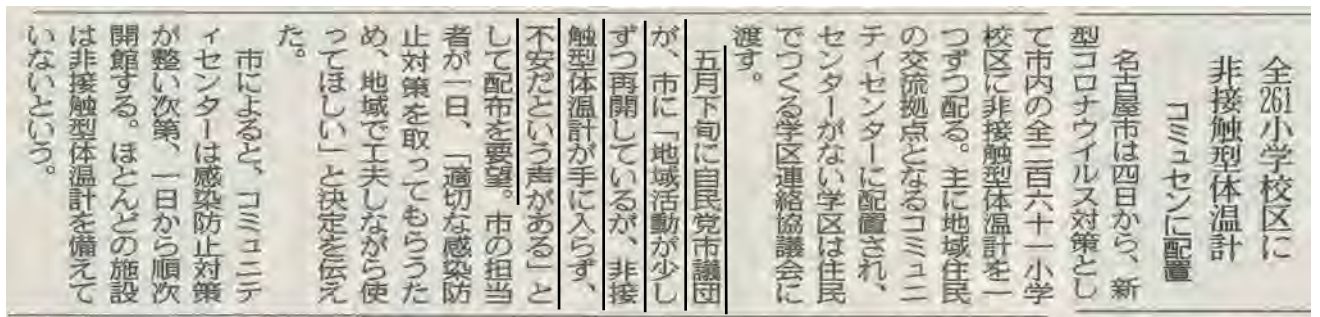 全261小学校区に
非接触型体温計
コミュセンに配置
名古屋市は四日から、新
型コロナウイルス対策とし
て市内の全二百六十一小学
校区に非接触型体温計を一
つずつ配る。主に地域住民
の交流拠点となるコミュニ
ティセンターに配置され、
センターがない学区は住民
でつくる学区連絡協議会に
渡す。
五月下旬に自民党市議団
が、市に「地域活動が少し
ずつ再開しているが、非接
触型体温計が手に入らず、
不安だという声がある」と
して配布を要望。市の担当
者が一日、「適切な感染防
止対策を取ってもらうた
め、地域で工夫しながら使
ってほしい」と決定を伝え
た。
市によると、コミュニテ
ィセンターは感染防止対策
が整い次第、一日から順次
開館する。ほとんどの施設
は非接触型体温計を備えて
いないという。